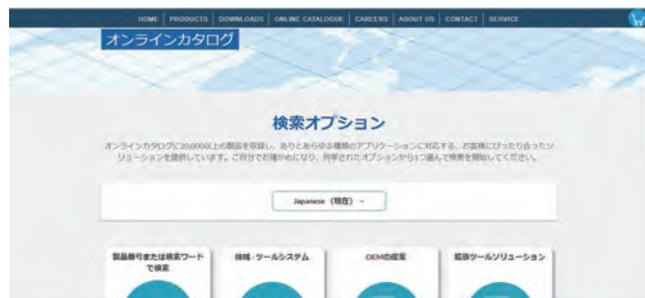 HOME PRODUCTS DOWNLOADS ONLINE CATALOGUE CAREERS ABOUT US CONTACT SERVICE
オンラインカタログ
検索オプション
オンラインカタログに20,000以上の製品を収録し、ありとあらゆる種類のアプリケーションに対応する、お客様にぴったり合ったソ
リューションを提供しています。ご自分でお確かめになり、列挙されたオプションから1つ選んで検索を開始してください。
Japanese（現在）
製品番号または検索ワード
で検索
機械 - ツールシステム
OEMの提案
拡張ツールソリューション